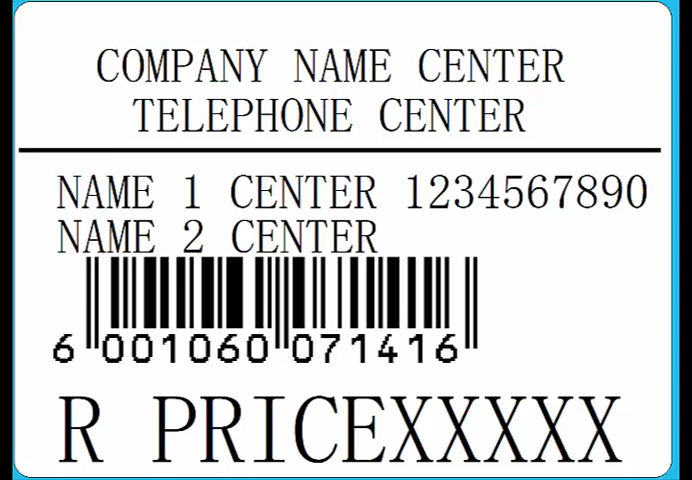 COMPANY NAME CENTER
TELEPHONE CENTER
NAME 1 CENTER 1234567890
NAME 2 CENTER
6 001060 071416
R PRICEXXXXX